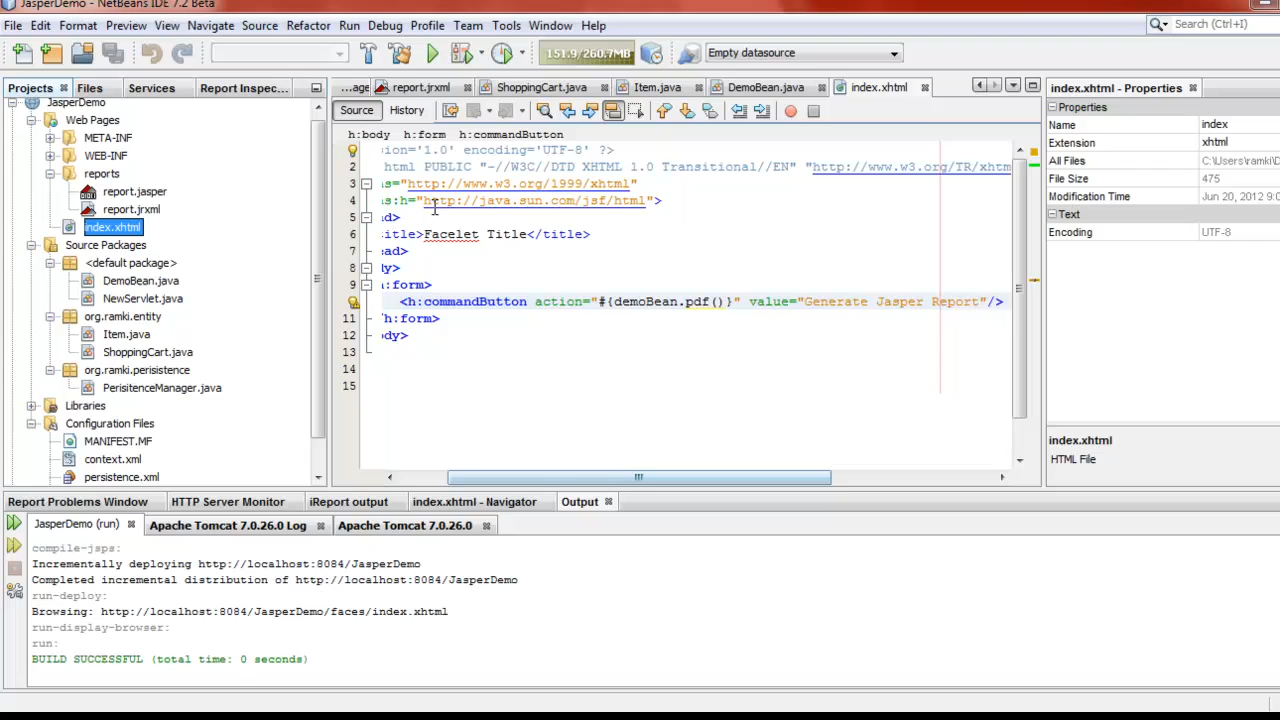 JasperDemo - NetBeans IDE 7.2 Beta
File Edit View Navigate Source Refactor Run Debug Profile Team Tools Window Help
Search (Ctrl+I)
151.9/260.7MB Empty datasource
Projects Files Services Report Inspec...
...age report.jrxml ShoppingCart.java Item.java DemoBean.java index.xhtml
index.xhtml - Properties
Source History
h:body h:form h:commandButton
JasperDemo
Web Pages
META-INF
WEB-INF
reports
report.jasper
report.jrxml
index.xhtml
Source Packages
<default package>
DemoBean.java
NewServlet.java
org.ramki.entity
Item.java
ShoppingCart.java
org.ramki.perisistence
PerisitenceManager.java
Libraries
Configuration Files
MANIFEST.MF
context.xml
persistence.xml
sion='1.0' encoding='UTF-8' ?>
2 html PUBLIC "-//W3C//DTD XHTML 1.0 Transitional//EN" "http://www.w3.org/TR/xhtm
3 ns="http://www.w3.org/1999/xhtml"
4 ns:h="http://java.sun.com/jsf/html">
5 ad>
6 title>Facelet Title</title>
7 ead>
8 dy>
9 h:form>
<h:commandButton action="#{demoBean.pdf()}" value="Generate Jasper Report"/>
11 /h:form>
12 body>
13
14
15
Properties
Name index
Extension xhtml
All Files C:\Users\ramki
File Size 475
Modification Time Jun 20, 2012
Text
Encoding UTF-8
index.xhtml
HTML File
Report Problems Window HTTP Server Monitor iReport output index.xhtml - Navigator Output
JasperDemo (run) Apache Tomcat 7.0.26.0 Log Apache Tomcat 7.0.26.0
compile-jsps:
Incrementally deploying http://localhost:8084/JasperDemo
Completed incremental distribution of http://localhost:8084/JasperDemo
run-deploy:
Browsing: http://localhost:8084/JasperDemo/faces/index.xhtml
run-display-browser:
run:
BUILD SUCCESSFUL (total time: 0 seconds)